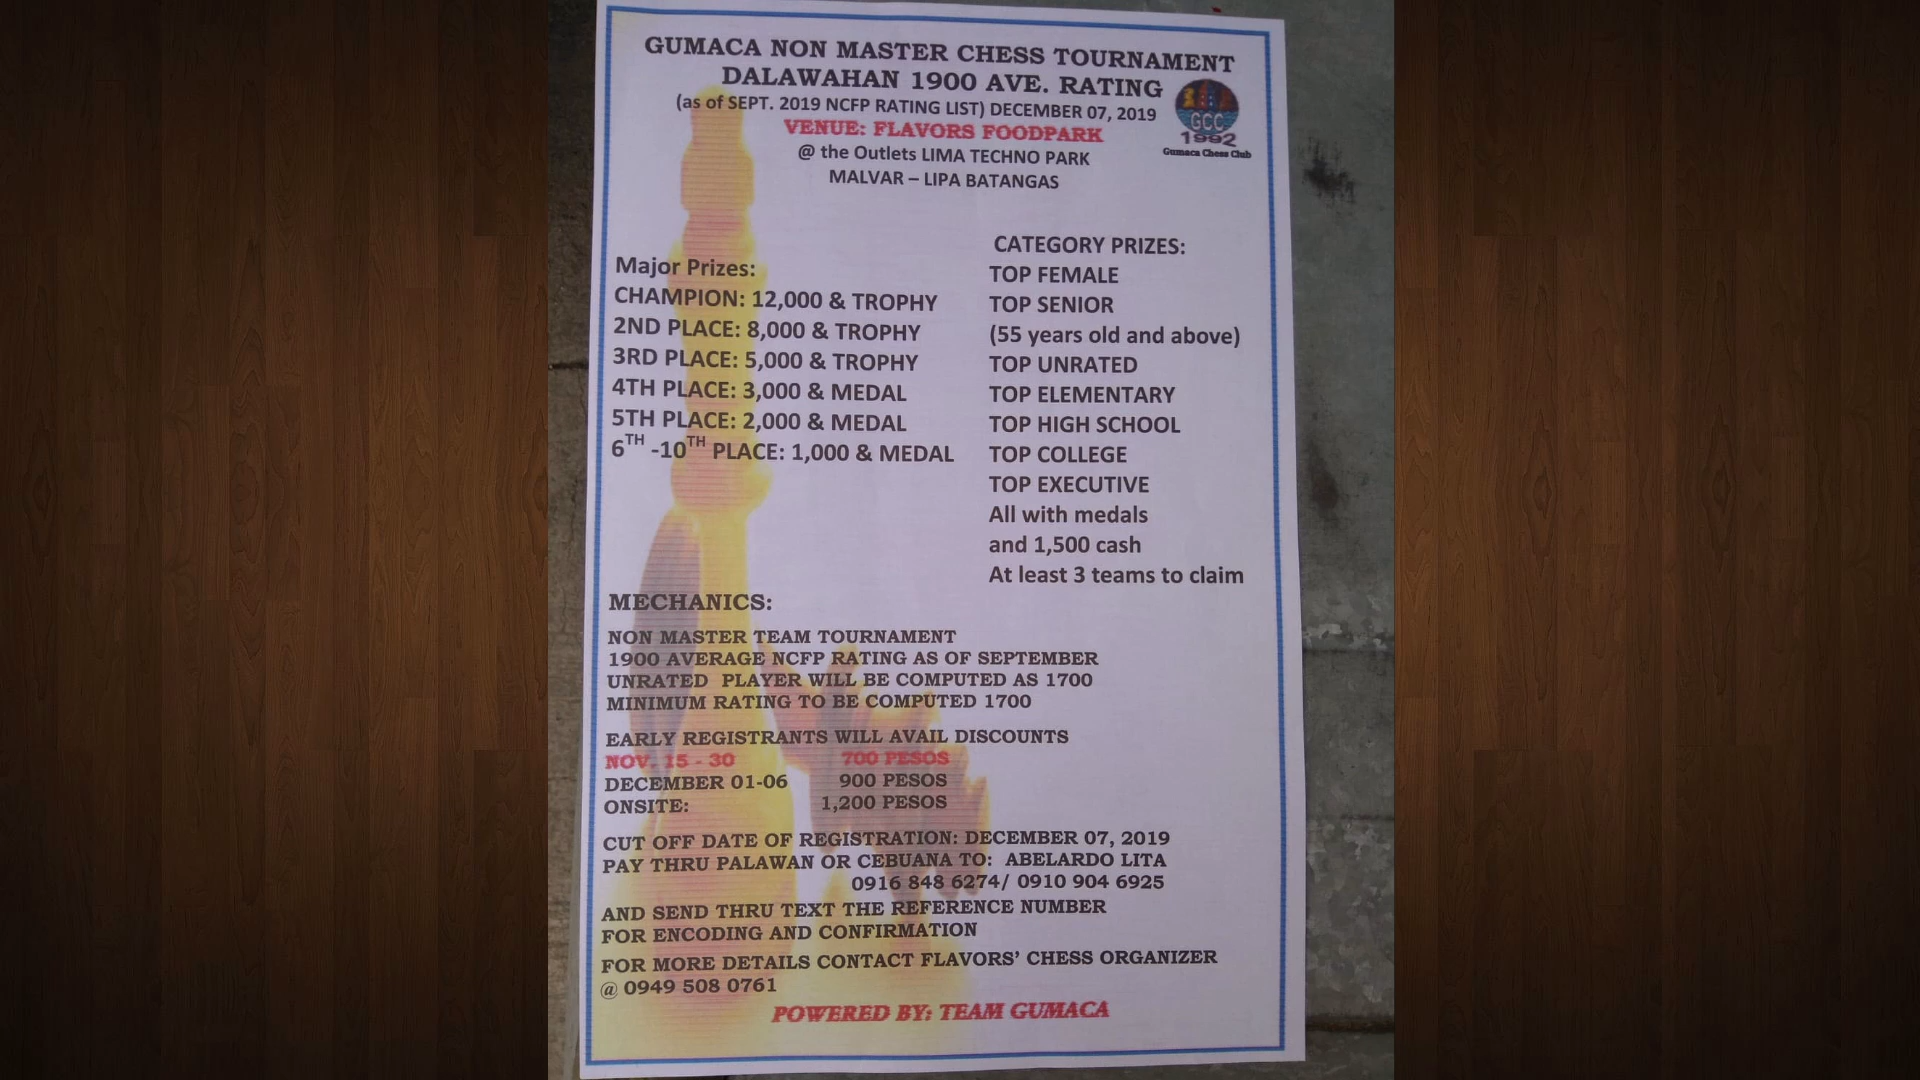 GUMACA NON MASTER CHESS TOURNAMENT
DALAWAHAN 1900 AVE. RATING
(as of SEPT. 2019 NCFP RATING LIST) DECEMBER 07, 2019
VENUE: FLAVORS FOODPARK
@ the Outlets LIMA TECHNO PARK
MALVAR – LIPA BATANGAS
GCC
1992
Gumaca Chess Club
Major Prizes:
CHAMPION: 12,000 & TROPHY
2ND PLACE: 8,000 & TROPHY
3RD PLACE: 5,000 & TROPHY
4TH PLACE: 3,000 & MEDAL
5TH PLACE: 2,000 & MEDAL
6TH -10TH PLACE: 1,000 & MEDAL
CATEGORY PRIZES:
TOP FEMALE
TOP SENIOR
(55 years old and above)
TOP UNRATED
TOP ELEMENTARY
TOP HIGH SCHOOL
TOP COLLEGE
TOP EXECUTIVE
All with medals
and 1,500 cash
At least 3 teams to claim
MECHANICS:
NON MASTER TEAM TOURNAMENT
1900 AVERAGE NCFP RATING AS OF SEPTEMBER
UNRATED PLAYER WILL BE COMPUTED AS 1700
MINIMUM RATING TO BE COMPUTED 1700
EARLY REGISTRANTS WILL AVAIL DISCOUNTS
NOV. 15 - 30 700 PESOS
DECEMBER 01-06 900 PESOS
ONSITE: 1,200 PESOS
CUT OFF DATE OF REGISTRATION: DECEMBER 07, 2019
PAY THRU PALAWAN OR CEBUANA TO: ABELARDO LITA
0916 848 6274/ 0910 904 6925
AND SEND THRU TEXT THE REFERENCE NUMBER
FOR ENCODING AND CONFIRMATION
FOR MORE DETAILS CONTACT FLAVORS' CHESS ORGANIZER
@ 0949 508 0761
POWERED BY: TEAM GUMACA